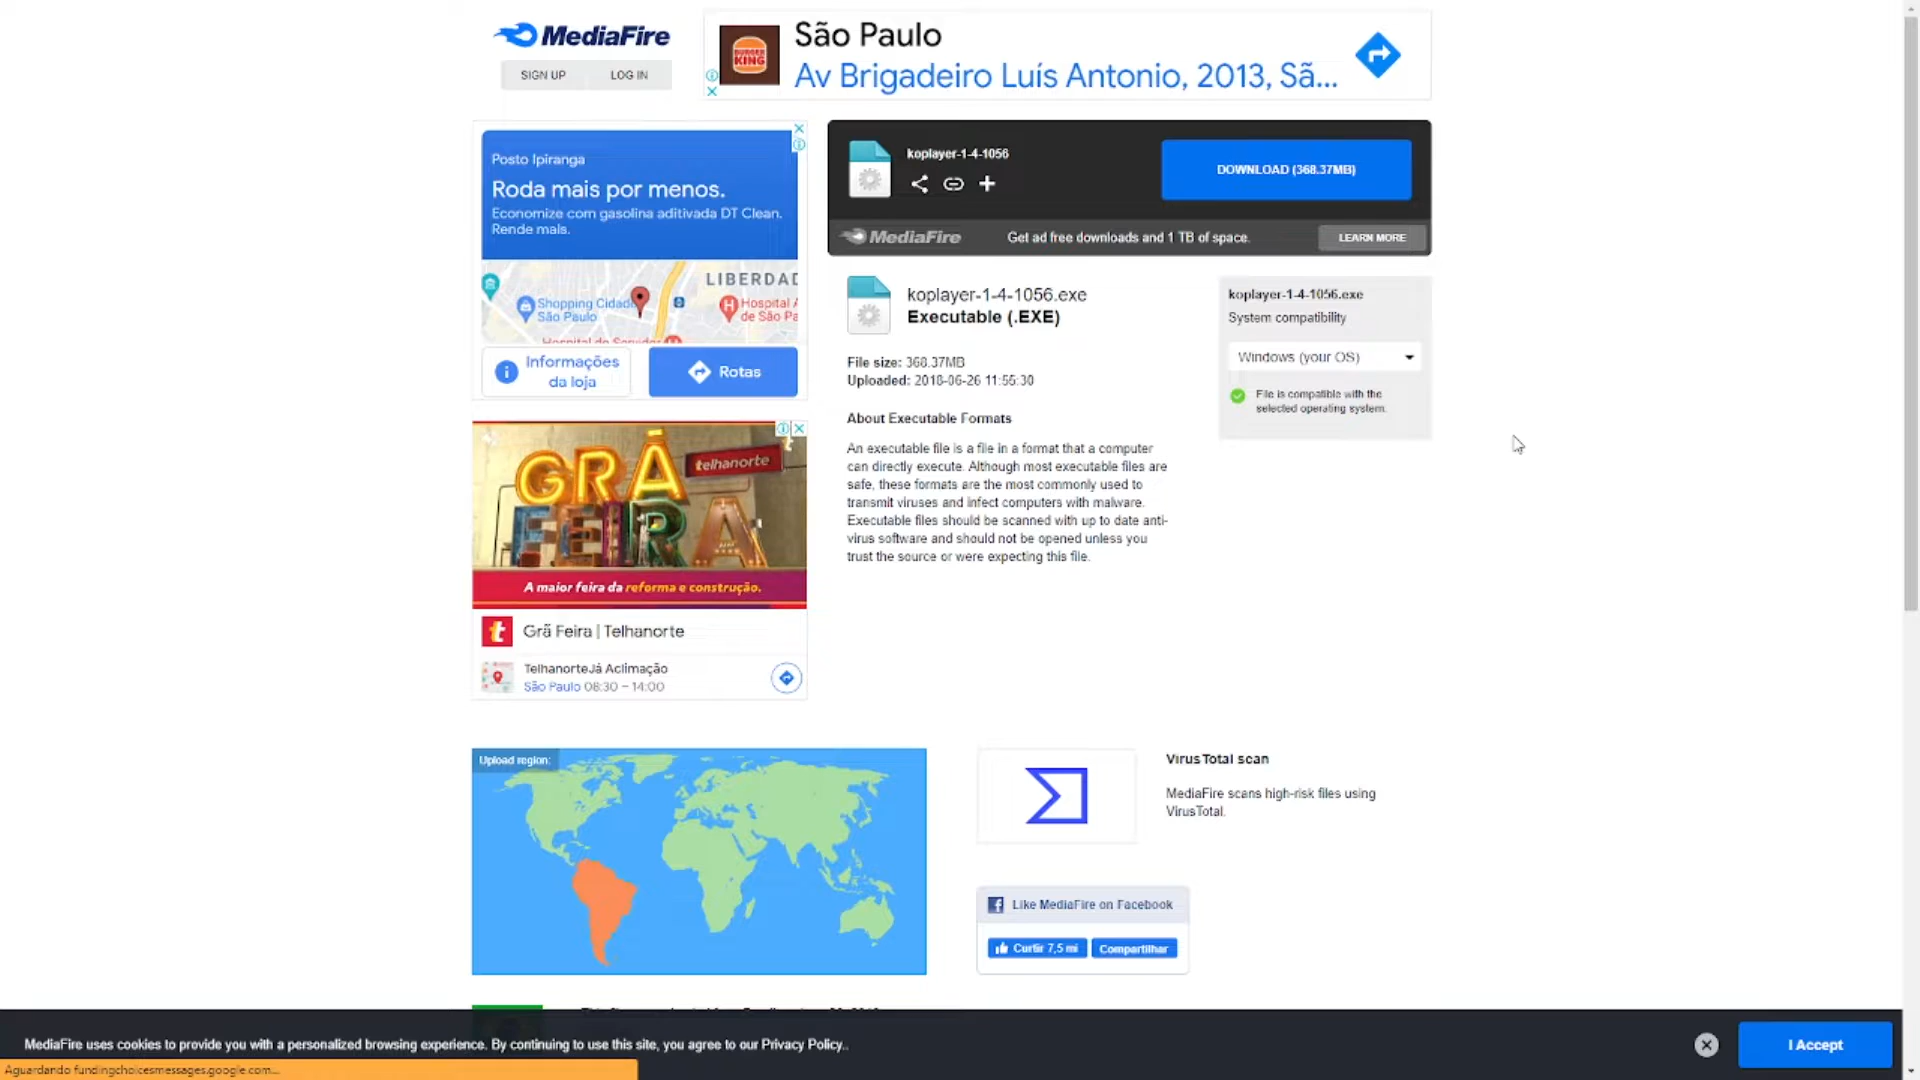 MediaFire
SIGN UP
LOG IN
BURGER KING
São Paulo
Av Brigadeiro Luís Antonio, 2013, Sã...
Posto Ipiranga
Roda mais por menos.
Economize com gasolina aditivada DT Clean.
Rende mais.
LIBERDAD
Shopping Cidade
São Paulo
Hospital A
de São Pa
Informações
da loja
Rotas
koplayer-1-4-1056
DOWNLOAD (368.37MB)
MediaFire
Get ad free downloads and 1 TB of space.
LEARN MORE
koplayer-1-4-1056.exe
Executable (.EXE)
File size: 368.37MB
Uploaded: 2018-06-26 11:55:30
About Executable Formats
An executable file is a file in a format that a computer
can directly execute. Although most executable files are
safe, these formats are the most commonly used to
transmit viruses and infect computers with malware.
Executable files should be scanned with up to date anti-
virus software and should not be opened unless you
trust the source or were expecting this file.
koplayer-1-4-1056.exe
System compatibility
Windows (your OS)
File is compatible with the
selected operating system.
GRÃ
FEIRA
telhanorte
A maior feira da reforma e construção.
Grã Feira | Telhanorte
TelhanorteJá Aclimação
São Paulo 08:30 – 14:00
Upload region:
VirusTotal scan
MediaFire scans high-risk files using
VirusTotal.
Like MediaFire on Facebook
Curtir 7,5 mi
Compartilhar
MediaFire uses cookies to provide you with a personalized browsing experience. By continuing to use this site, you agree to our Privacy Policy..
I Accept
Aguardando fundingchoicesmessages.google.com...